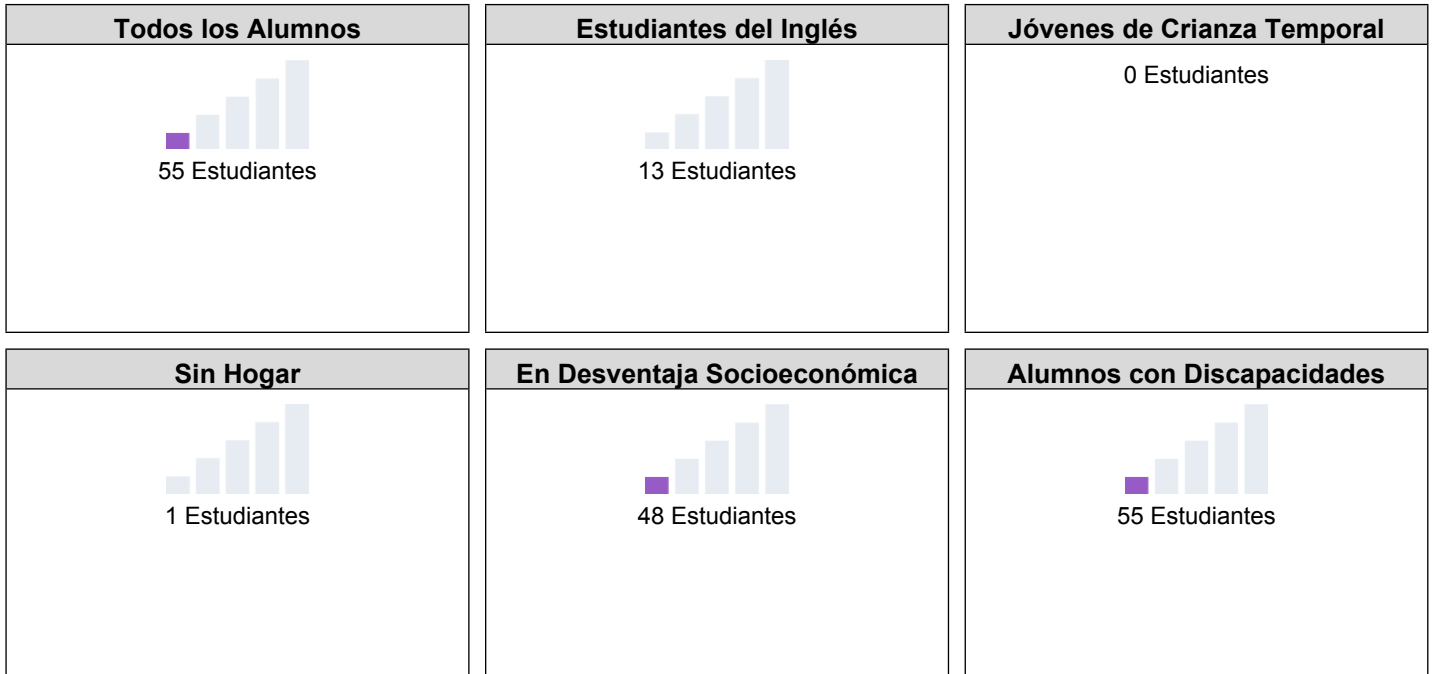 Todos los Alumnos
55 Estudiantes
Estudiantes del Inglés
13 Estudiantes
Jóvenes de Crianza Temporal
0 Estudiantes
Sin Hogar
1 Estudiantes
En Desventaja Socioeconómica
48 Estudiantes
Alumnos con Discapacidades
55 Estudiantes